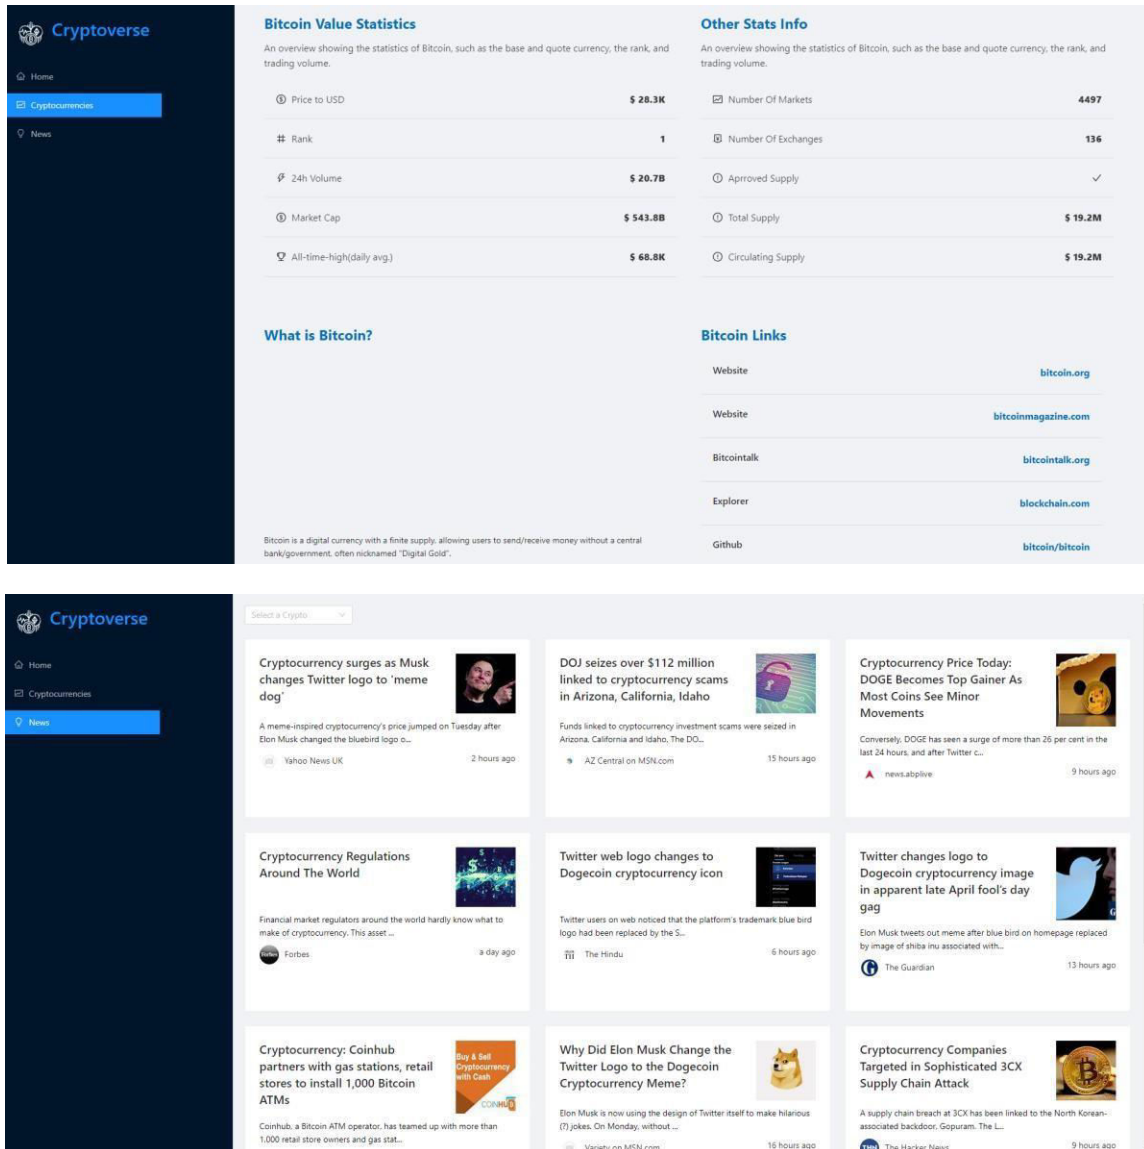 Cryptoverse
Home
Cryptocurrencies
News
Bitcoin Value Statistics
An overview showing the statistics of Bitcoin, such as the base and quote currency, the rank, and
trading volume.
Price to USD $ 28.3K
Rank 1
24h Volume $ 20.7B
Market Cap $ 543.8B
All-time-high(daily avg.) $ 68.8K
Other Stats Info
An overview showing the statistics of Bitcoin, such as the base and quote currency, the rank, and
trading volume.
Number Of Markets 4497
Number Of Exchanges 136
Aprroved Supply
Total Supply $ 19.2M
Circulating Supply $ 19.2M
What is Bitcoin?
Bitcoin is a digital currency with a finite supply, allowing users to send/receive money without a central
bank/government, often nicknamed "Digital Gold".
Bitcoin Links
Website bitcoin.org
Website bitcoinmagazine.com
Bitcointalk bitcointalk.org
Explorer blockchain.com
Github bitcoin/bitcoin
Cryptoverse
Home
Cryptocurrencies
News
Select a Crypto
Cryptocurrency surges as Musk
changes Twitter logo to 'meme
dog'
A meme-inspired cryptocurrency's price jumped on Tuesday after
Elon Musk changed the bluebird logo o...
Yahoo News UK 2 hours ago
DOJ seizes over $112 million
linked to cryptocurrency scams
in Arizona, California, Idaho
Funds linked to cryptocurrency investment scams were seized in
Arizona, California and Idaho, The DO...
AZ Central on MSN.com 15 hours ago
Cryptocurrency Price Today:
DOGE Becomes Top Gainer As
Most Coins See Minor
Movements
Conversely, DOGE has seen a surge of more than 26 per cent in the
last 24 hours, and after Twitter c...
news.abplive 9 hours ago
Cryptocurrency Regulations
Around The World
Financial market regulators around the world hardly know what to
make of cryptocurrency. This asset ...
Forbes a day ago
Twitter web logo changes to
Dogecoin cryptocurrency icon
Twitter users on web noticed that the platform's trademark blue bird
logo had been replaced by the S...
The Hindu 6 hours ago
Twitter changes logo to
Dogecoin cryptocurrency image
in apparent late April fool's day
gag
Elon Musk tweets out meme after blue bird on homepage replaced
by image of shiba inu associated with...
The Guardian 13 hours ago
Cryptocurrency: Coinhub
partners with gas stations, retail
stores to install 1,000 Bitcoin
ATMs
Buy & Sell
Cryptocurrency
with Cash
COINHUB
Coinhub, a Bitcoin ATM operator, has teamed up with more than
1,000 retail store owners and gas stat...
Why Did Elon Musk Change the
Twitter Logo to the Dogecoin
Cryptocurrency Meme?
Elon Musk is now using the design of Twitter itself to make hilarious
(?) jokes. On Monday, without ...
Variety on MSN.com 16 hours ago
Cryptocurrency Companies
Targeted in Sophisticated 3CX
Supply Chain Attack
A supply chain breach at 3CX has been linked to the North Korean-
associated backdoor, Gopuram. The L...
The Hacker News 9 hours ago